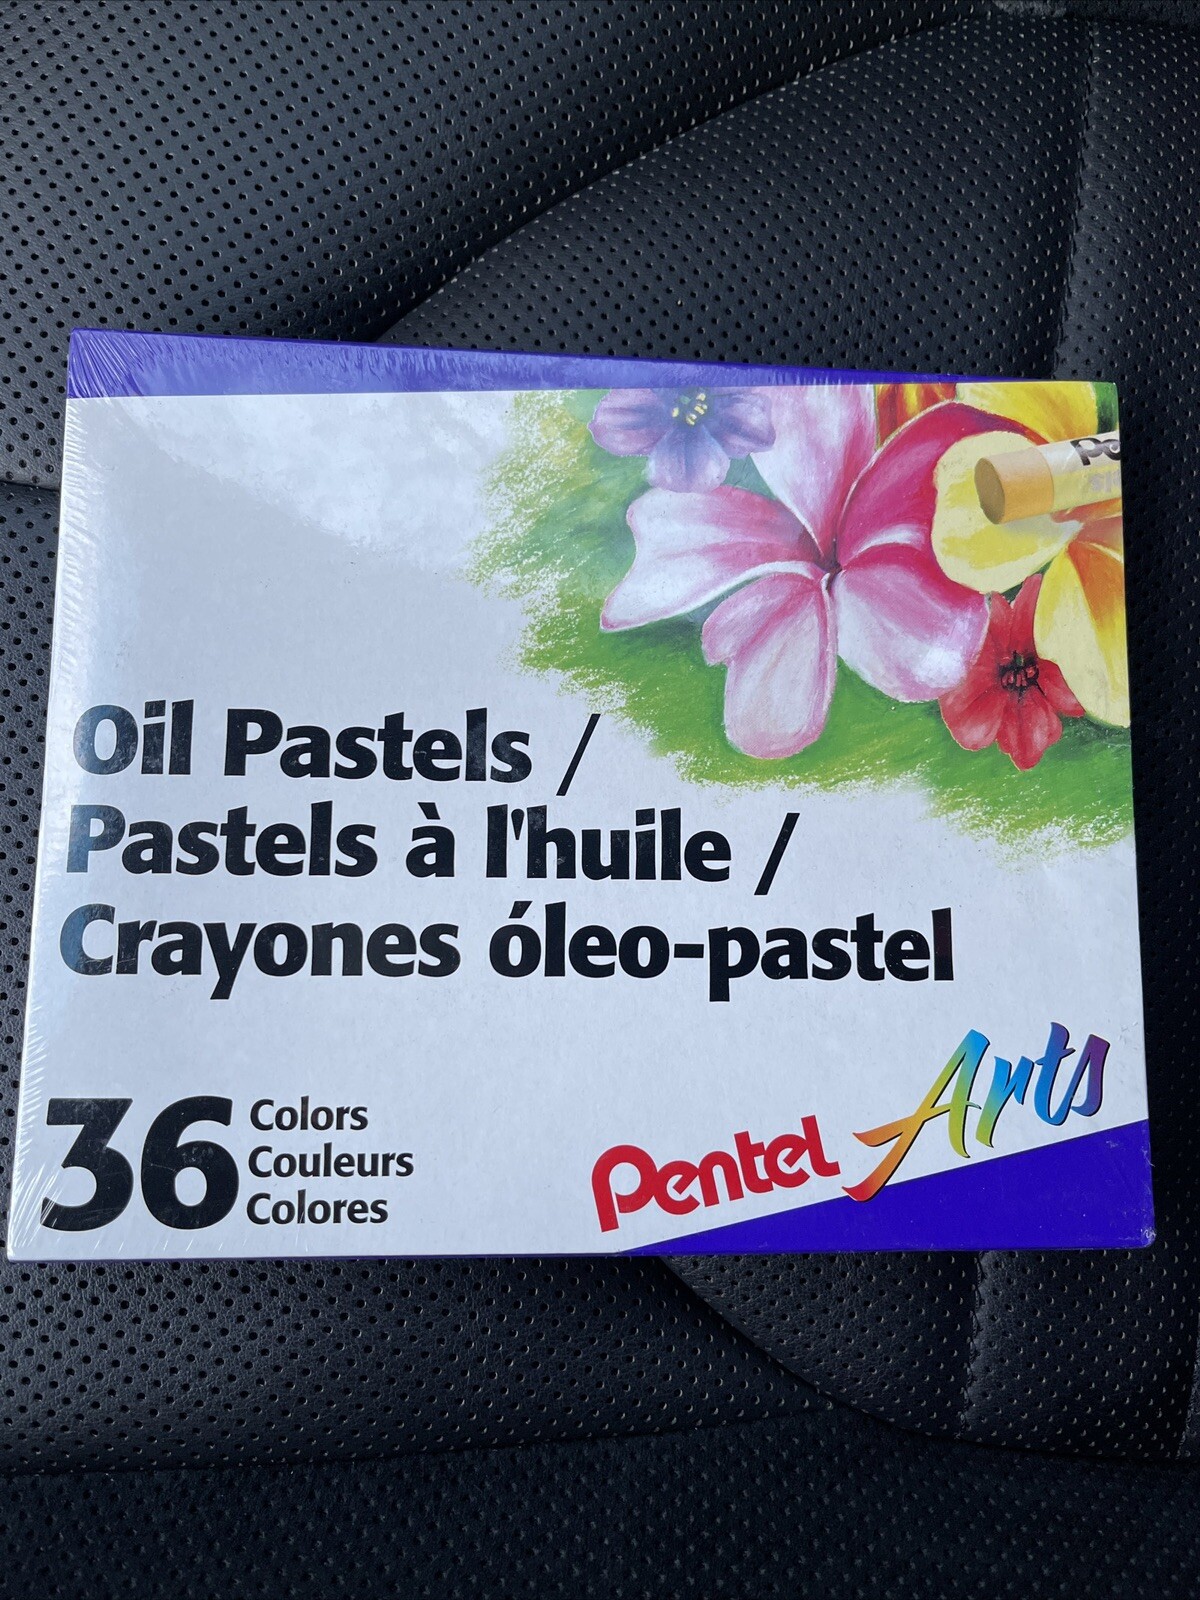 Oil Pastels /
Pastels à l'huile /
Crayones óleo-pastel
36
Colors
Couleurs
Colores
Pentel Arts